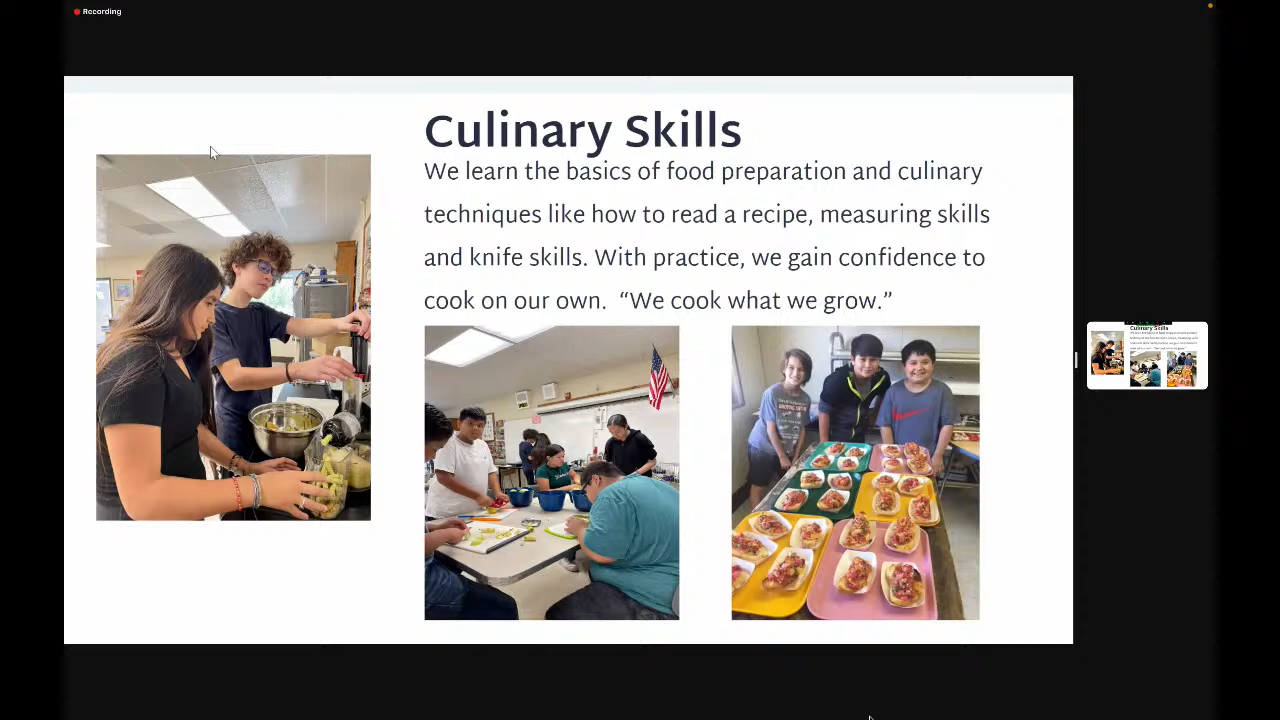 Recording
Culinary Skills
We learn the basics of food preparation and culinary
techniques like how to read a recipe, measuring skills
and knife skills. With practice, we gain confidence to
cook on our own.  “We cook what we grow.”
Culinary Skills